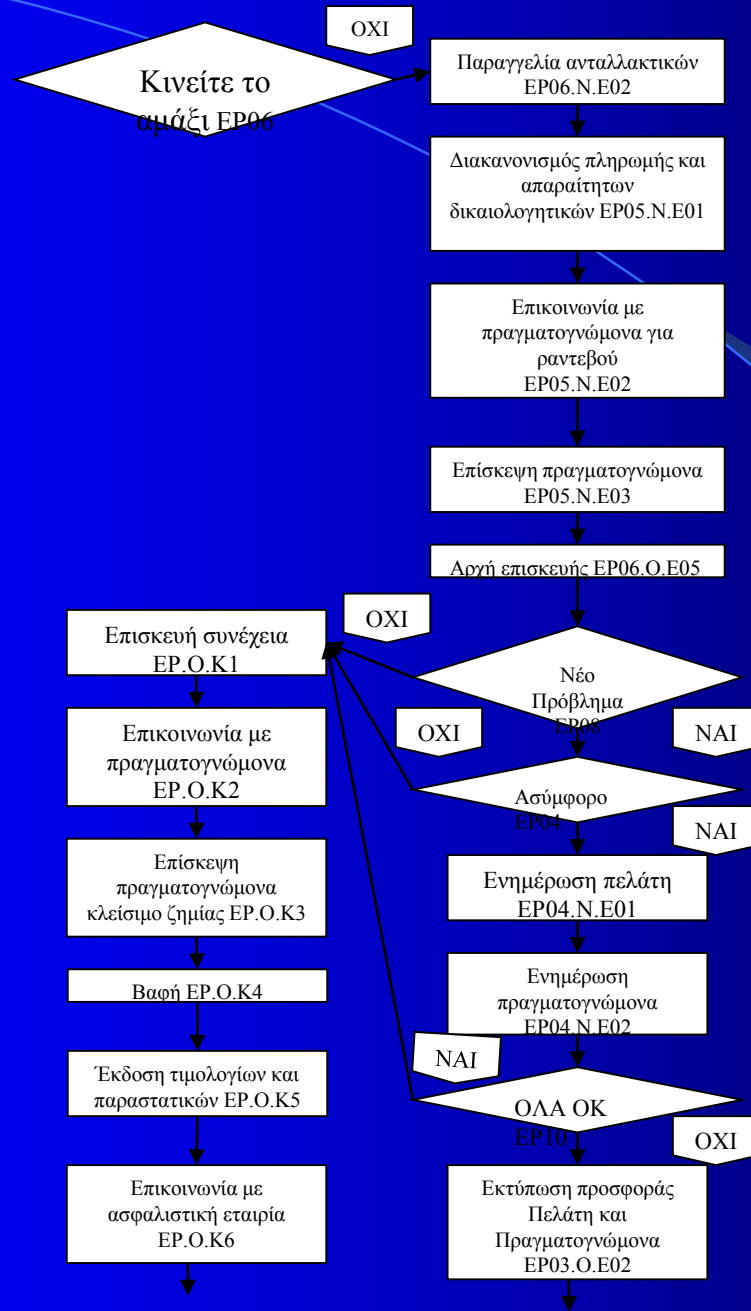 ΟΧΙ
Κινείτε το
αμάξι ΕΡ06
Παραγγελία ανταλλακτικών
ΕΡ06.Ν.Ε02
Διακανονισμός πληρωμής και
απαραίτητων
δικαιολογητικών ΕΡ05.Ν.Ε01
Επικοινωνία με
πραγματογνώμονα για
ραντεβού
ΕΡ05.Ν.Ε02
Επίσκεψη πραγματογνώμονα
ΕΡ05.Ν.Ε03
Αρχή επισκευής ΕΡ06.Ο.Ε05
ΟΧΙ
Νέο
Πρόβλημα
ΕΡ08
ΟΧΙ
ΝΑΙ
Ασύμφορο
ΕΡ04
ΝΑΙ
Ενημέρωση πελάτη
ΕΡ04.Ν.Ε01
Ενημέρωση
πραγματογνώμονα
ΕΡ04.Ν.Ε02
ΝΑΙ
ΟΛΑ ΟΚ
ΕΡ10
ΟΧΙ
Εκτύπωση προσφοράς
Πελάτη και
Πραγματογνώμονα
ΕΡ03.Ο.Ε02
Επισκευή συνέχεια
ΕΡ.Ο.Κ1
Επικοινωνία με
πραγματογνώμονα
ΕΡ.Ο.Κ2
Επίσκεψη
πραγματογνώμονα
κλείσιμο ζημίας ΕΡ.Ο.Κ3
Βαφή ΕΡ.Ο.Κ4
Έκδοση τιμολογίων και
παραστατικών ΕΡ.Ο.Κ5
Επικοινωνία με
ασφαλιστική εταιρία
ΕΡ.Ο.Κ6